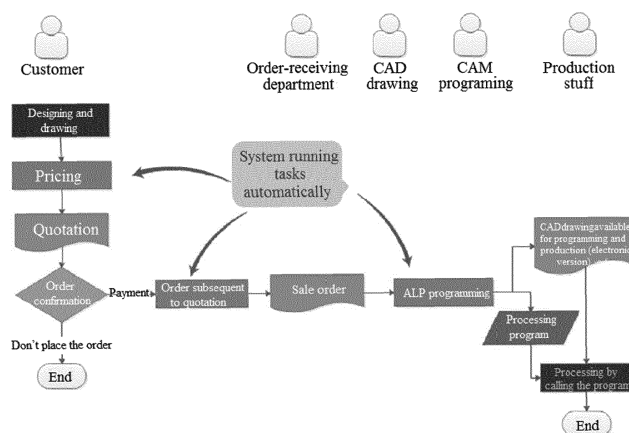 Customer
Order-receiving
department
CAD
drawing
CAM
programing
Production
stuff
Designing and
drawing
Pricing
Quotation
Order
confirmation
Don't place the order
End
System running
tasks
automatically
Payment
Order subsequent
to quotation
Sale order
ALP programming
CADdrawingavailable
for programming and
production (electronic
version)
Processing
program
Processing by
calling the program
End